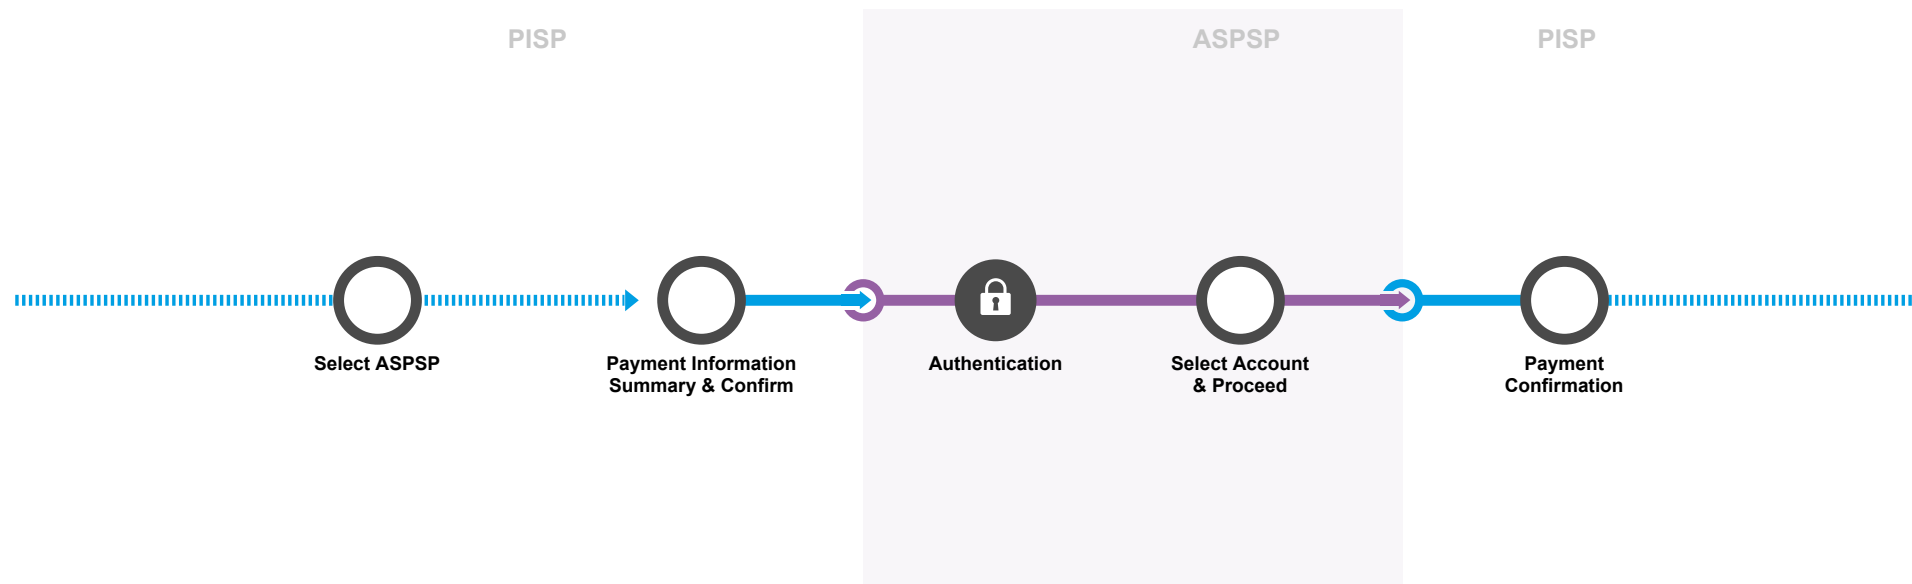 PISP
ASPSP
PISP
Select ASPSP
Payment Information
Summary & Confirm
Authentication
Select Account
& Proceed
Payment
Confirmation